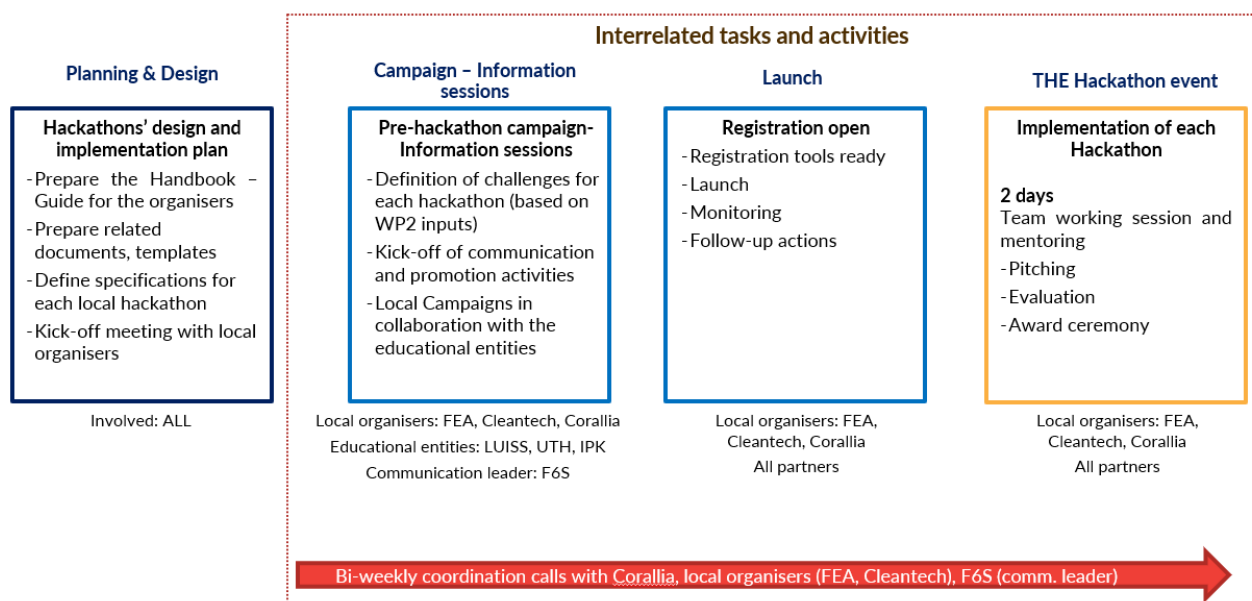 Interrelated tasks and activities
Planning & Design
Hackathons' design and
implementation plan
-Prepare the Handbook –
Guide for the organisers
-Prepare related
documents, templates
-Define specifications for
each local hackathon
-Kick-off meeting with local
organisers
Involved: ALL
Campaign – Information
sessions
Pre-hackathon campaign-
Information sessions
-Definition of challenges for
each hackathon (based on
WP2 inputs)
-Kick-off of communication
and promotion activities
-Local Campaigns in
collaboration with the
educational entities
Local organisers: FEA, Cleantech, Corallia
Educational entities: LUISS, UTH, IPK
Communication leader: F6S
Launch
Registration open
-Registration tools ready
-Launch
-Monitoring
-Follow-up actions
Local organisers: FEA,
Cleantech, Corallia
All partners
THE Hackathon event
Implementation of each
Hackathon
2 days
Team working session and
mentoring
-Pitching
-Evaluation
-Award ceremony
Local organisers: FEA,
Cleantech, Corallia
All partners
Bi-weekly coordination calls with Corallia, local organisers (FEA, Cleantech), F6S (comm. leader)